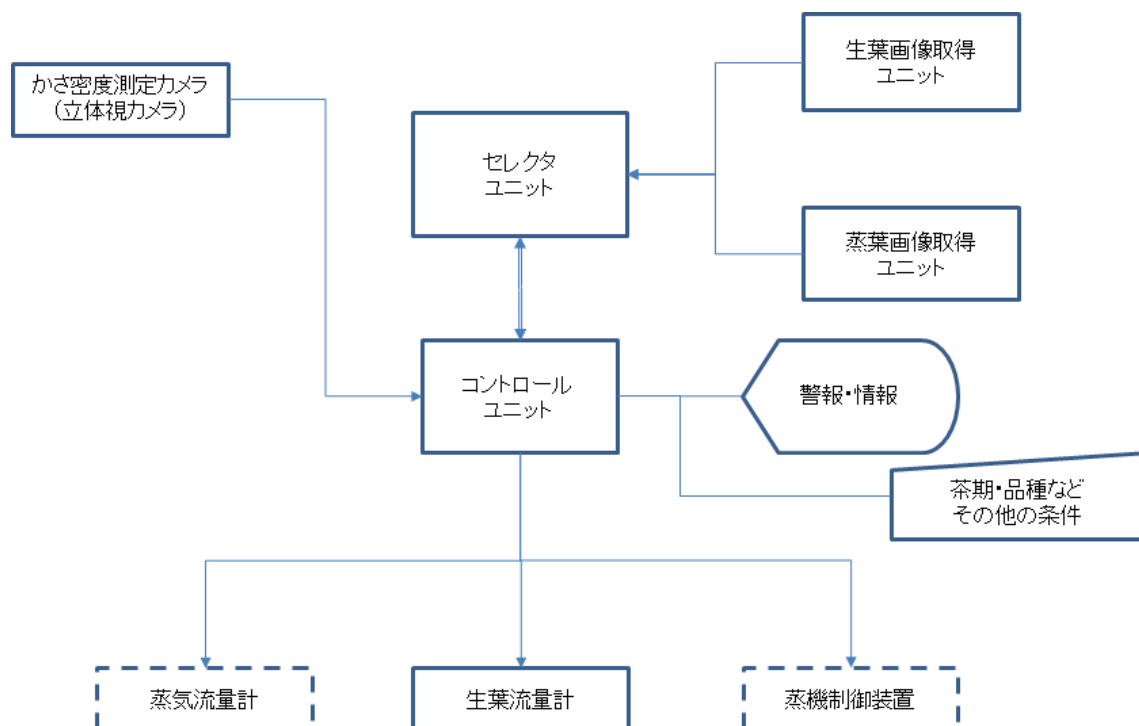 生葉画像取得
ユニット
かさ密度測定カメラ
(立体視カメラ)
セレクタ
ユニット
蒸葉画像取得
ユニット
コントロール
ユニット
警報・情報
茶期・品種など
その他の条件
蒸気流量計
生葉流量計
蒸機制御装置